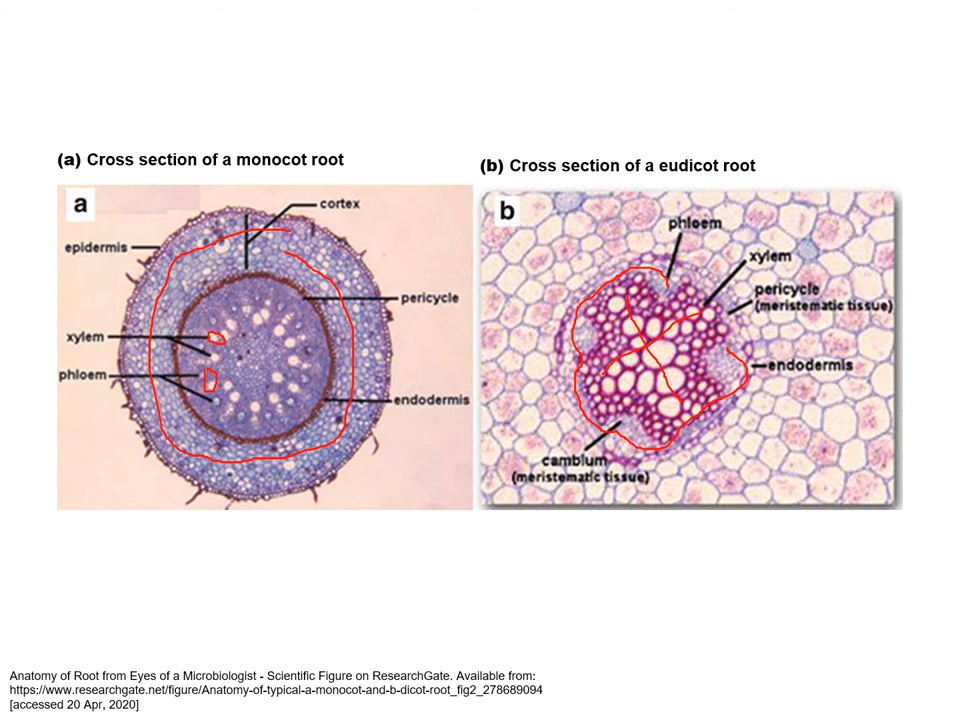 (a) Cross section of a monocot root
(b) Cross section of a eudicot root
a
cortex
epidermis
pericycle
xylem
phloem
endodermis
b
phloem
xylem
pericycle
(meristematic tissue)
endodermis
cambium
(meristematic tissue)
Anatomy of Root from Eyes of a Microbiologist - Scientific Figure on ResearchGate. Available from:
https://www.researchgate.net/figure/Anatomy-of-typical-a-monocot-and-b-dicot-root_fig2_278689094
[accessed 20 Apr, 2020]